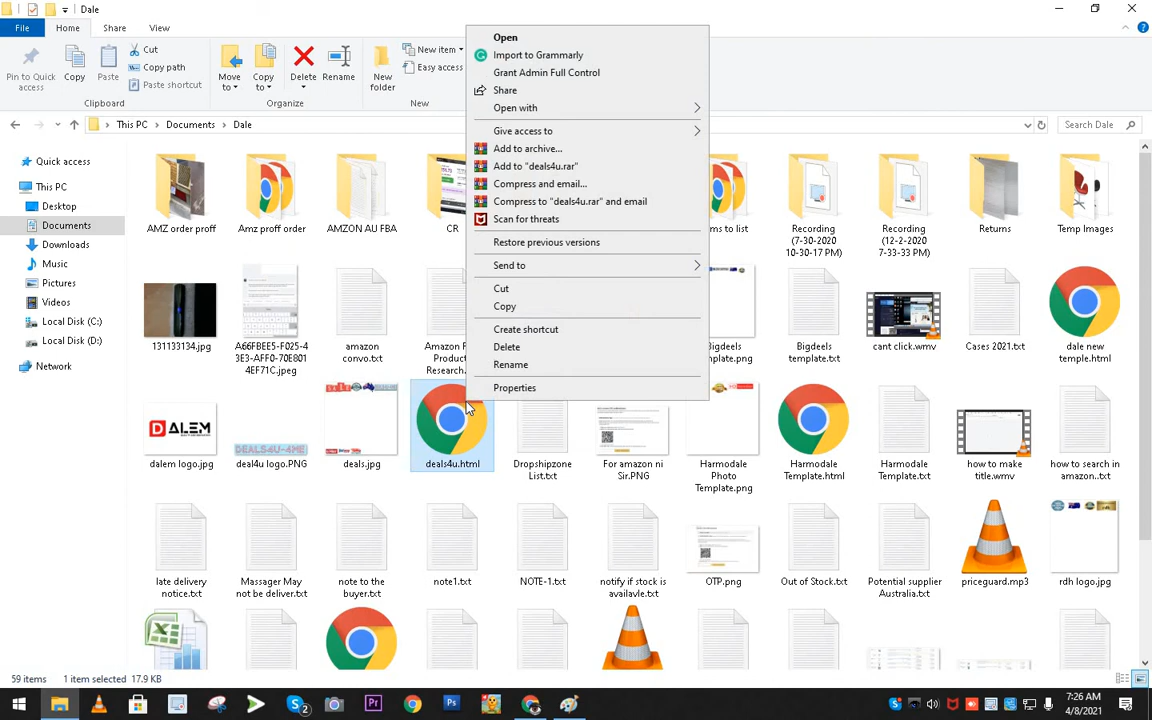 Dale
File
Home
Share
View
Pin to Quick
access
Copy
Paste
Cut
Copy path
Paste shortcut
Clipboard
Move
to
Copy
to
Delete
Rename
Organize
New
folder
New item
Easy access
New
This PC
Documents
Dale
Search Dale
Quick access
This PC
Desktop
Documents
Downloads
Music
Pictures
Videos
Local Disk (C:)
Local Disk (D:)
Network
Open
Import to Grammarly
Grant Admin Full Control
Share
Open with
Give access to
Add to archive...
Add to "deals4u.rar"
Compress and email...
Compress to "deals4u.rar" and email
Scan for threats
Restore previous versions
Send to
Cut
Copy
Create shortcut
Delete
Rename
Properties
AMZ order proff
Amz proff order
AMZON AU FBA
CR
ms to list
Recording
(7-30-2020
10-30-17 PM)
Recording
(12-2-2020
7-33-33 PM)
Returns
Temp Images
131133134.jpg
A66FBEE5-F025-4
3E3-AFF0-70E801
4EF71C.jpeg
amazon
convo.txt
Amazon F
Product
Research.
Bigdeels
template.png
Bigdeels
template.txt
cant click.wmv
Cases 2021.txt
dale new
temple.html
DALEM
dalem logo.jpg
DEALS4U-4ME
deal4u logo.PNG
deals.jpg
deals4u.html
Dropshipzone
List.txt
For amazon ni
Sir.PNG
Harmodale
Photo
Template.png
Harmodale
Template.html
Harmodale
Template.txt
how to make
title.wmv
how to search in
amazon..txt
late delivery
notice.txt
Massager May
not be deliver.txt
note to the
buyer.txt
note1.txt
NOTE-1.txt
notify if stock is
availavle.txt
OTP.png
Out of Stock.txt
Potential supplier
Australia.txt
priceguard.mp3
rdh logo.jpg
59 items
1 item selected 17.9 KB
7:26 AM
4/8/2021